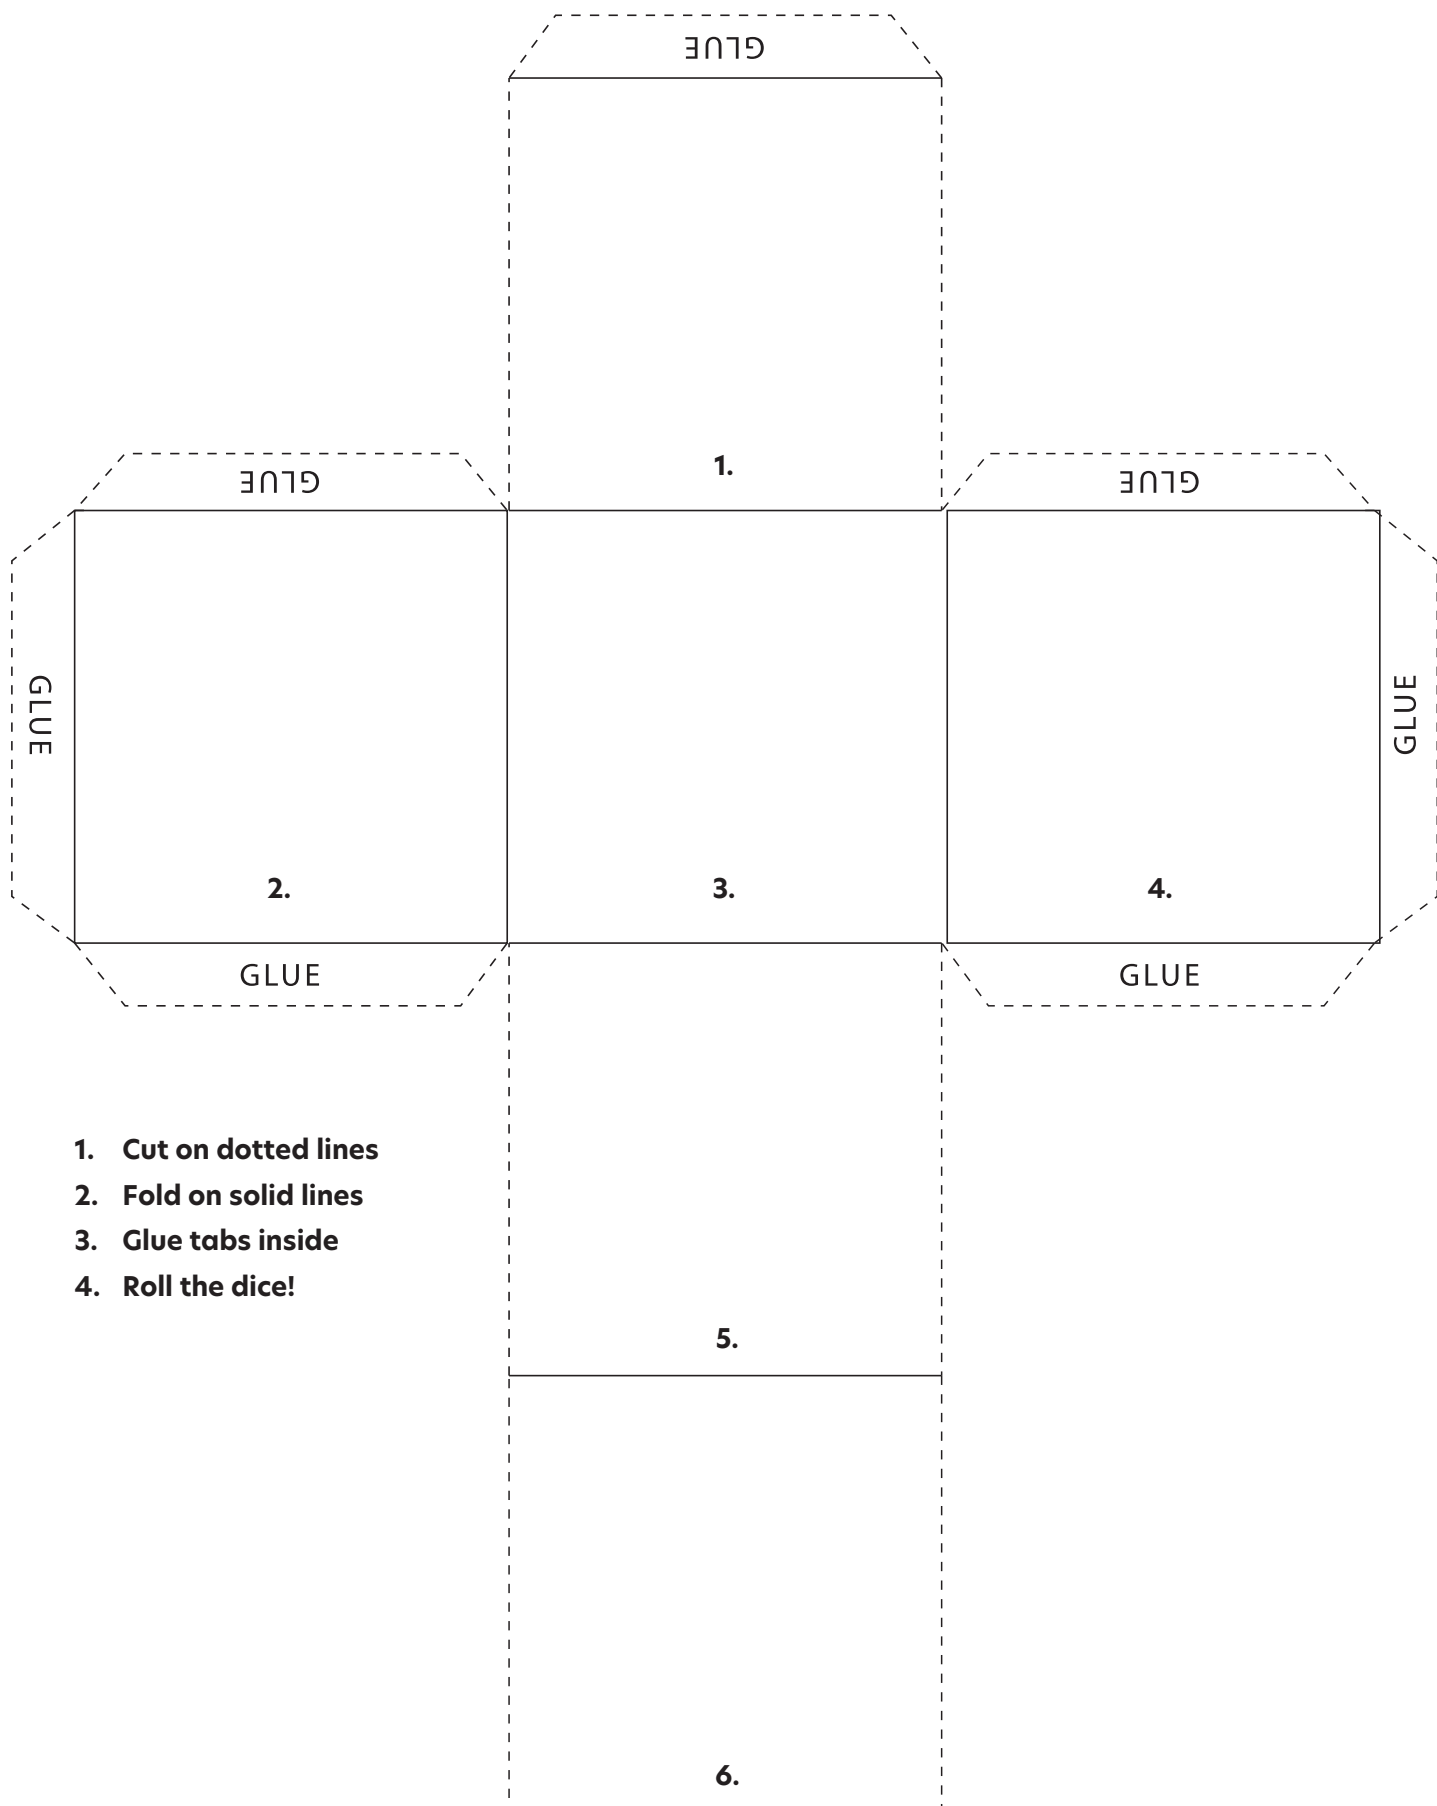 GLUE
1.
GLUE
GLUE
GLUE
GLUE
2.
3.
4.
GLUE
GLUE
1. Cut on dotted lines
2. Fold on solid lines
3. Glue tabs inside
4. Roll the dice!
5.
6.